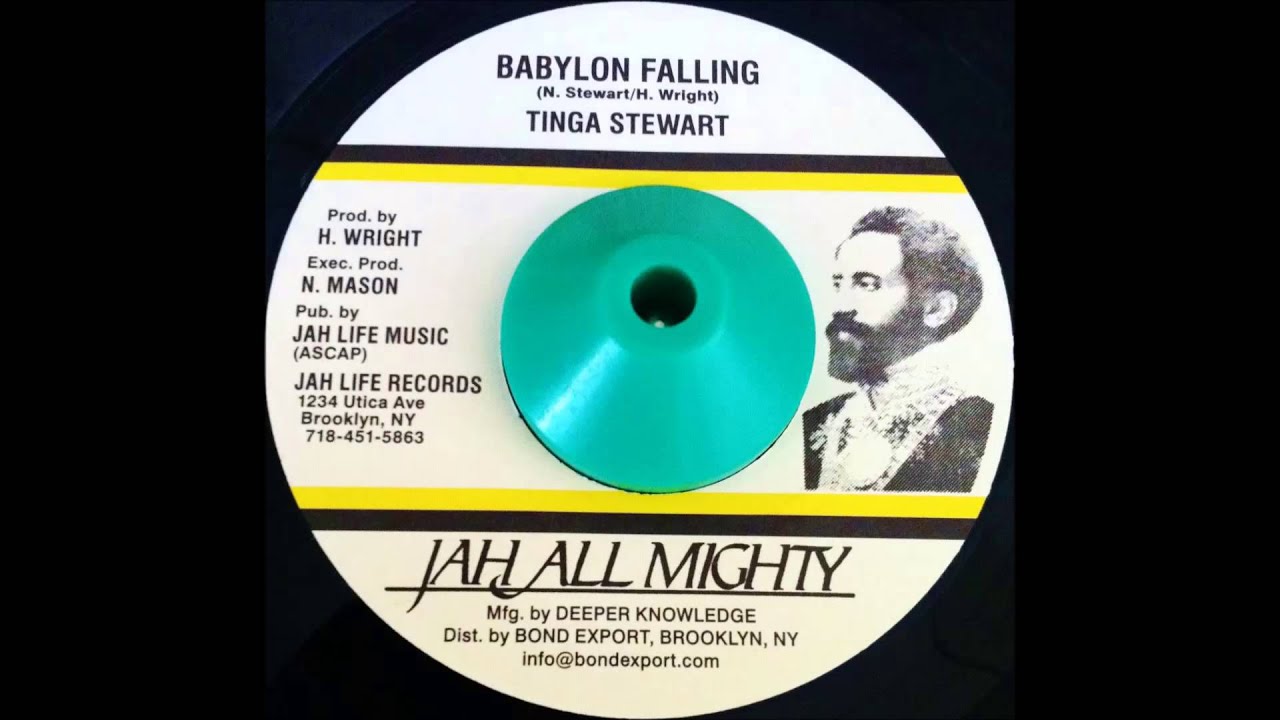 BABYLON FALLING
(N. Stewart/H. Wright)
TINGA STEWART
Prod. by
H. WRIGHT
Exec. Prod.
N. MASON
Pub. by
JAH LIFE MUSIC
(ASCAP)
JAH LIFE RECORDS
1234 Utica Ave
Brooklyn, NY
718-451-5863
JAH ALL MIGHTY
Mfg. by DEEPER KNOWLEDGE
Dist. by BOND EXPORT, BROOKLYN, NY
info@bondexport.com